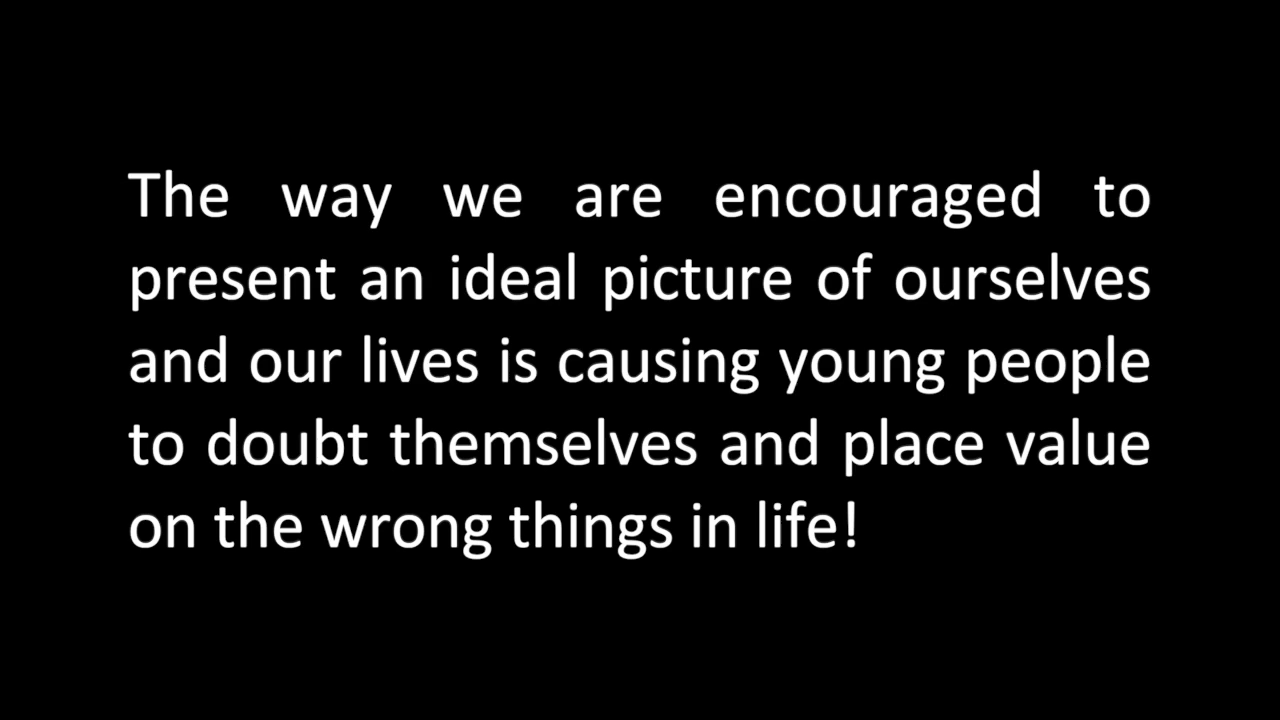 The way we are encouraged to
present an ideal picture of ourselves
and our lives is causing young people
to doubt themselves and place value
on the wrong things in life!